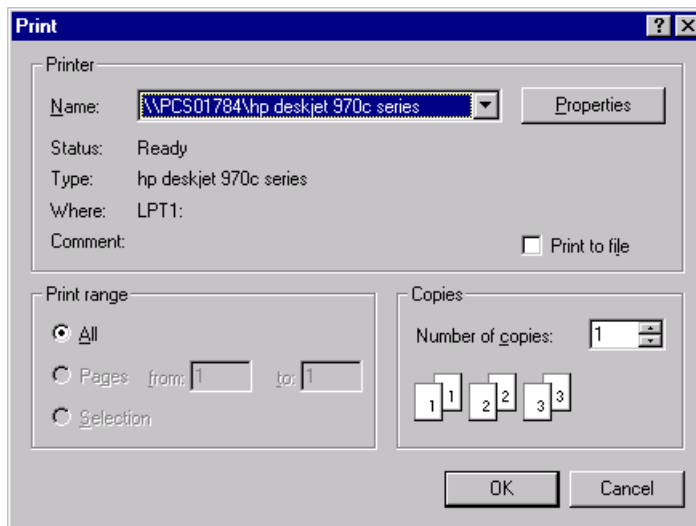 Print
Printer
Name: \\PCS01784\hp deskjet 970c series Properties
Status: Ready
Type: hp deskjet 970c series
Where: LPT1:
Comment: Print to file
Print range
All
Pages from: 1 to: 1
Selection
Copies
Number of copies: 1
1 1 2 2 3 3
OK Cancel